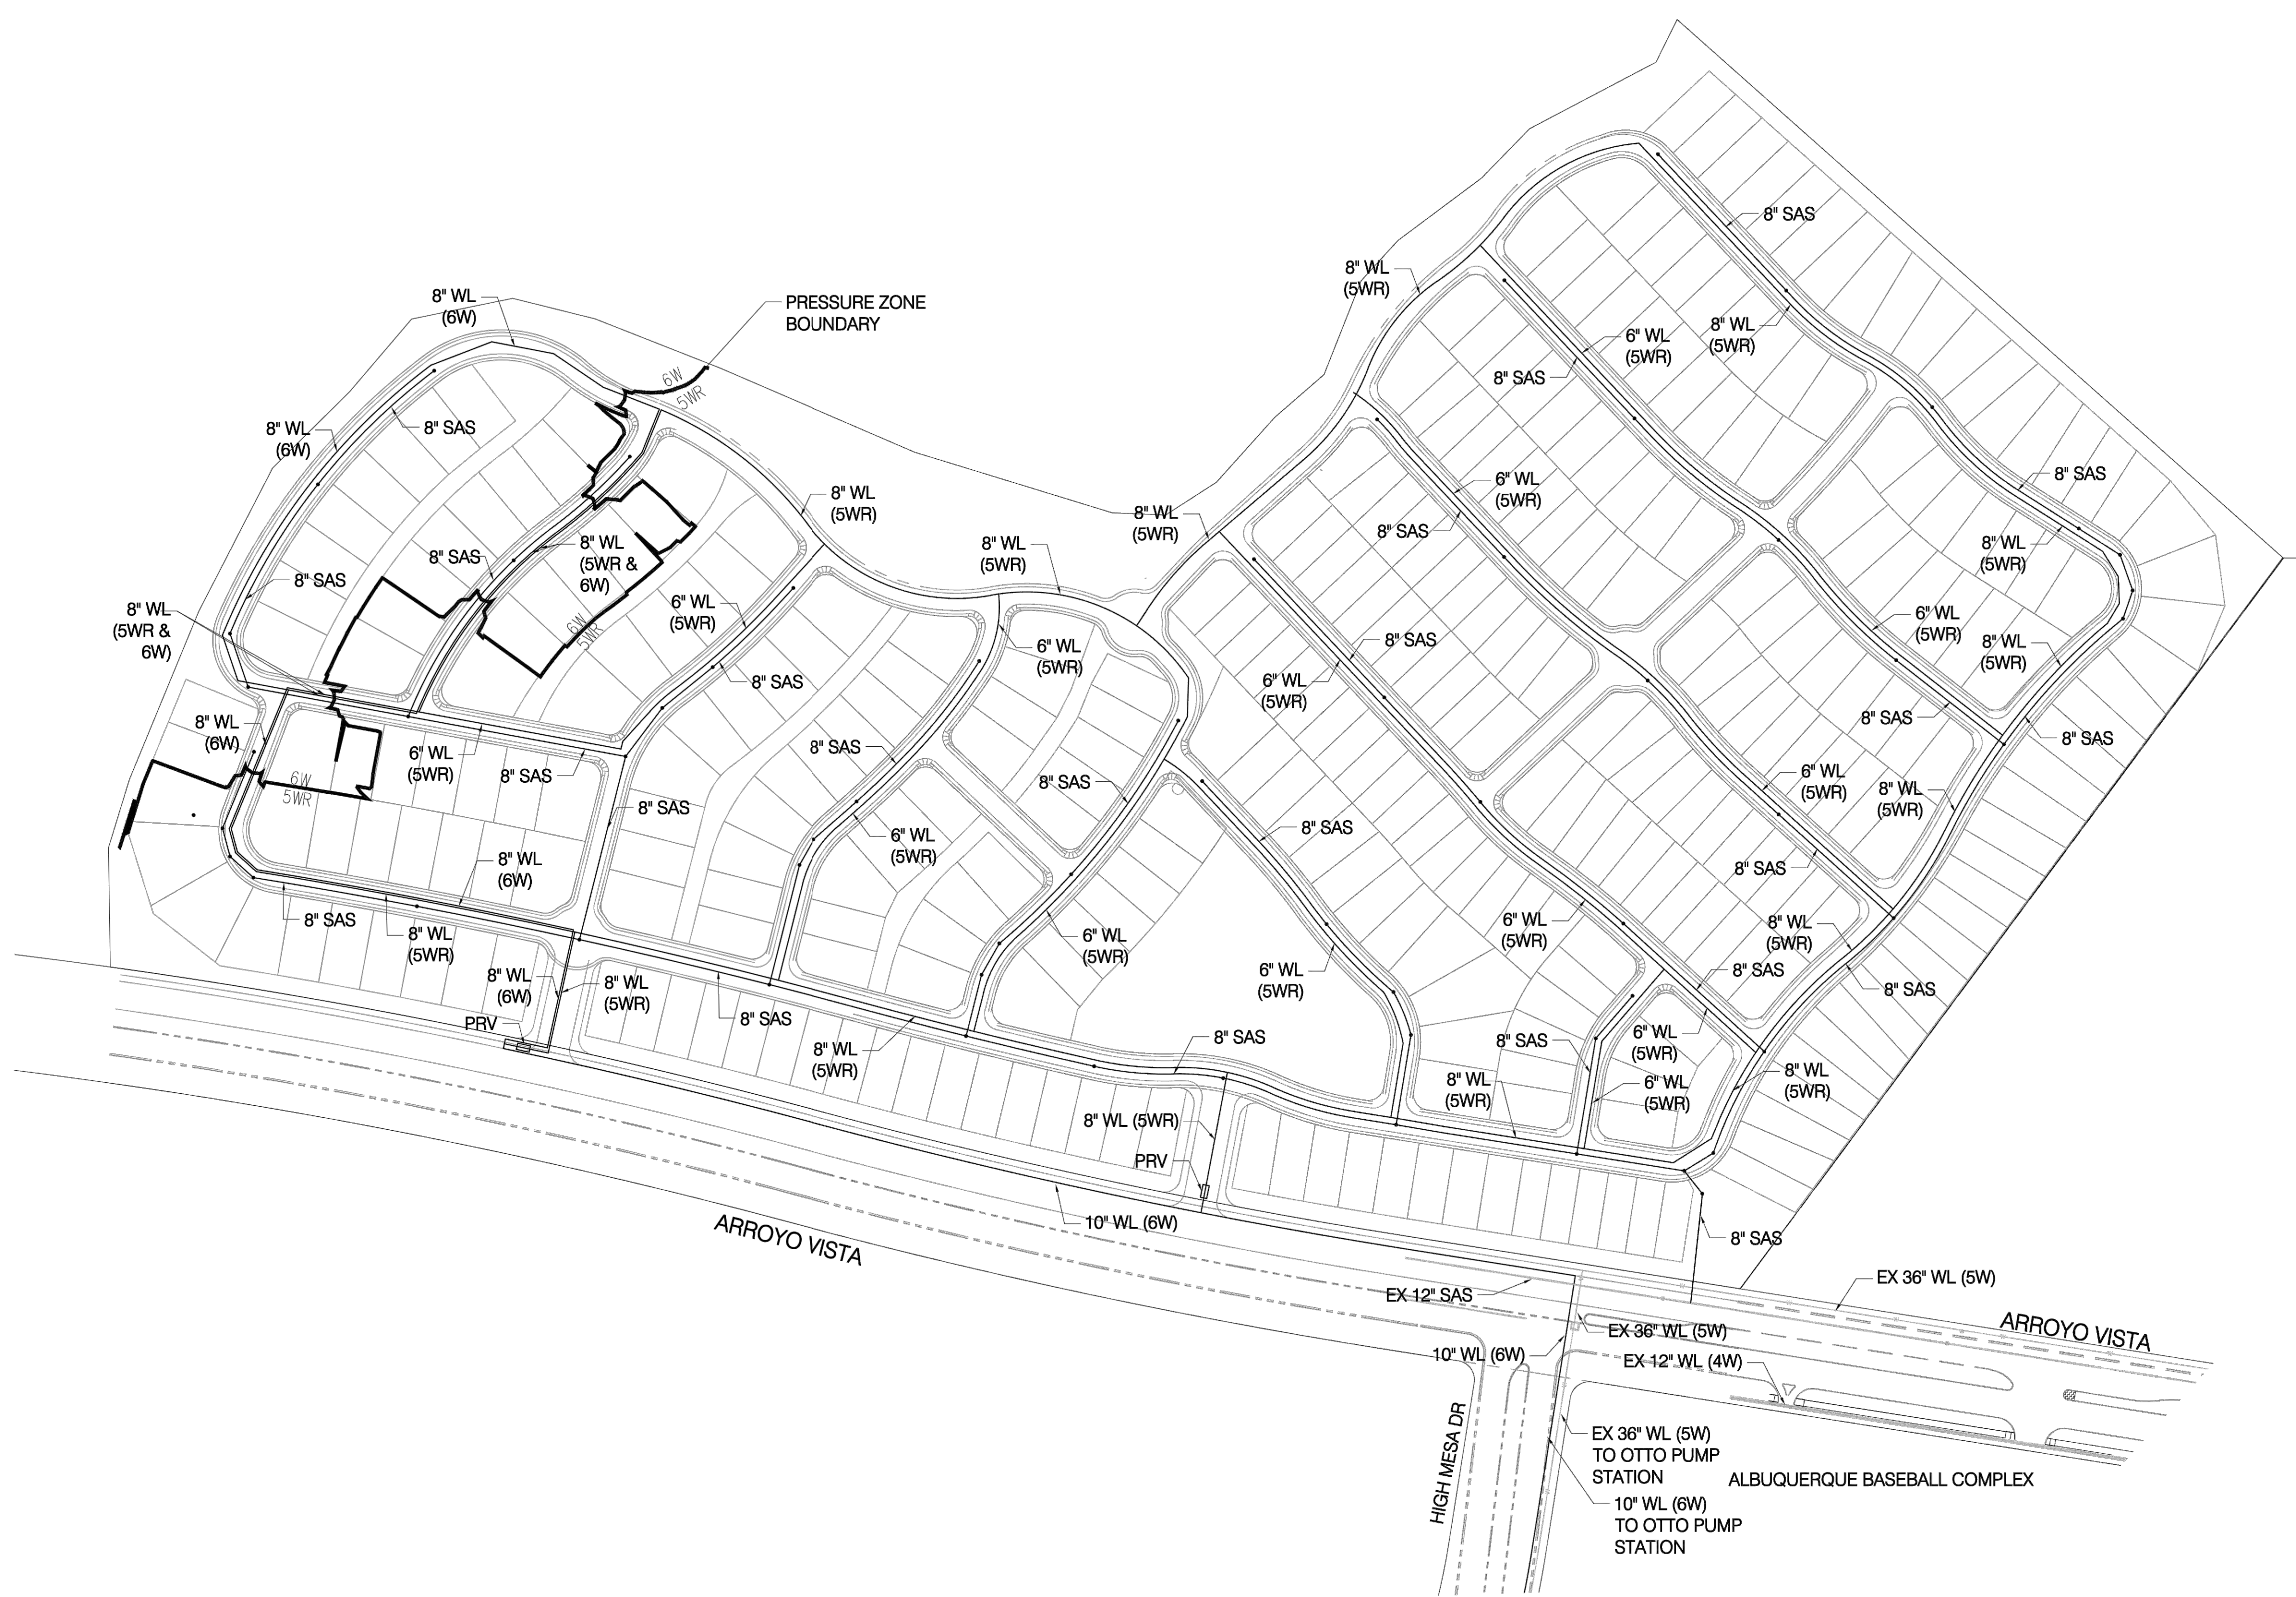 8" SAS
8" WL
(5WR)
8" WL
(6W)
PRESSURE ZONE
BOUNDARY
6" WL
(5WR)
8" WL
(5WR)
8" SAS
6W
5WR
8" WL
(6W)
8" SAS
8" SAS
6" WL
(5WR)
8" WL
(5WR)
8" WL
(5WR)
8" SAS
8" WL
(5WR)
8" WL
(5WR &
6W)
8" SAS
8" WL
(5WR)
8" SAS
8" WL
(5WR &
6W)
6" WL
(5WR)
6W
5WR
6" WL
(5WR)
8" SAS
6" WL
(5WR)
8" WL
(5WR)
8" SAS
6" WL
(5WR)
8" WL
(6W)
8" SAS
8" SAS
6" WL
(5WR)
8" SAS
8" SAS
6W
5WR
8" SAS
6" WL
(5WR)
8" WL
(5WR)
8" SAS
6" WL
(5WR)
8" SAS
8" WL
(6W)
8" SAS
8" SAS
8" WL
(5WR)
6" WL
(5WR)
6" WL
(5WR)
8" WL
(5WR)
8" WL
(6W)
8" WL
(5WR)
6" WL
(5WR)
8" SAS
8" SAS
PRV
8" SAS
8" WL
(5WR)
8" SAS
8" SAS
6" WL
(5WR)
8" WL
(5WR)
6" WL
(5WR)
8" WL
(5WR)
8" WL (5WR)
PRV
10" WL (6W)
ARROYO VISTA
8" SAS
EX 12" SAS
EX 36" WL (5W)
ARROYO VISTA
EX 36" WL (5W)
10" WL (6W)
EX 12" WL (4W)
HIGH MESA DR
EX 36" WL (5W)
TO OTTO PUMP
STATION
ALBUQUERQUE BASEBALL COMPLEX
10" WL (6W)
TO OTTO PUMP
STATION